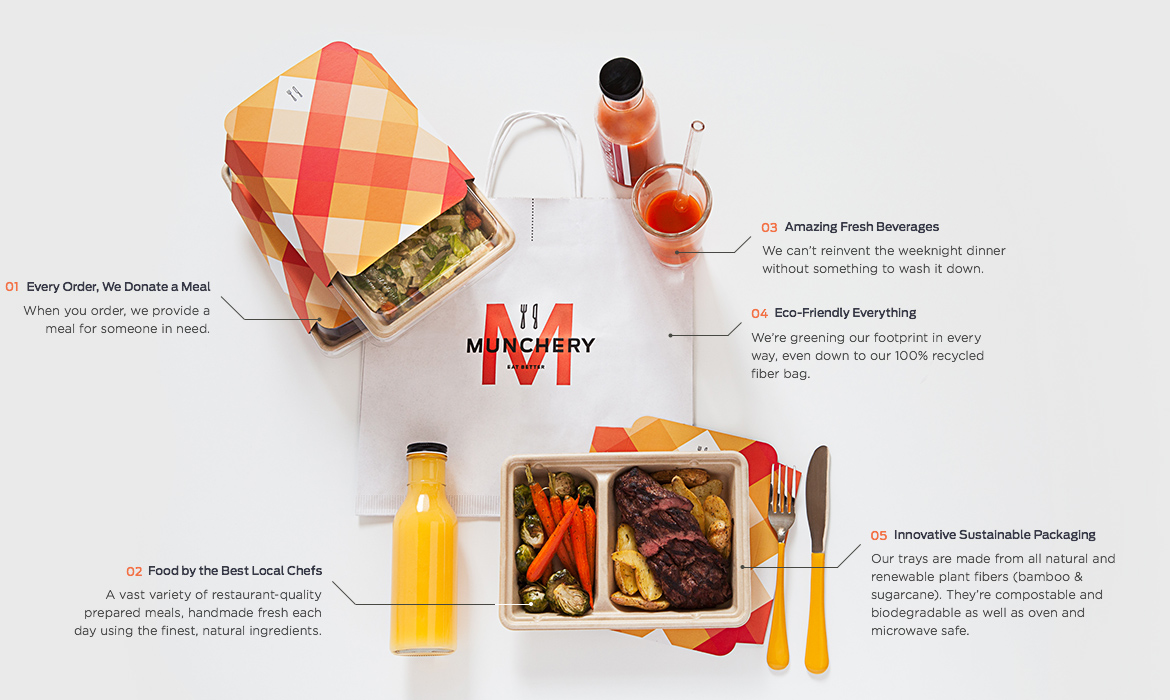 01 Every Order, We Donate a Meal
When you order, we provide a
meal for someone in need.
03 Amazing Fresh Beverages
We can't reinvent the weeknight dinner
without something to wash it down.
04 Eco-Friendly Everything
We're greening our footprint in every
way, even down to our 100% recycled
fiber bag.
M
MUNCHERY
EAT BETTER
02 Food by the Best Local Chefs
A vast variety of restaurant-quality
prepared meals, handmade fresh each
day using the finest, natural ingredients.
05 Innovative Sustainable Packaging
Our trays are made from all natural and
renewable plant fibers (bamboo &
sugarcane). They're compostable and
biodegradable as well as oven and
microwave safe.